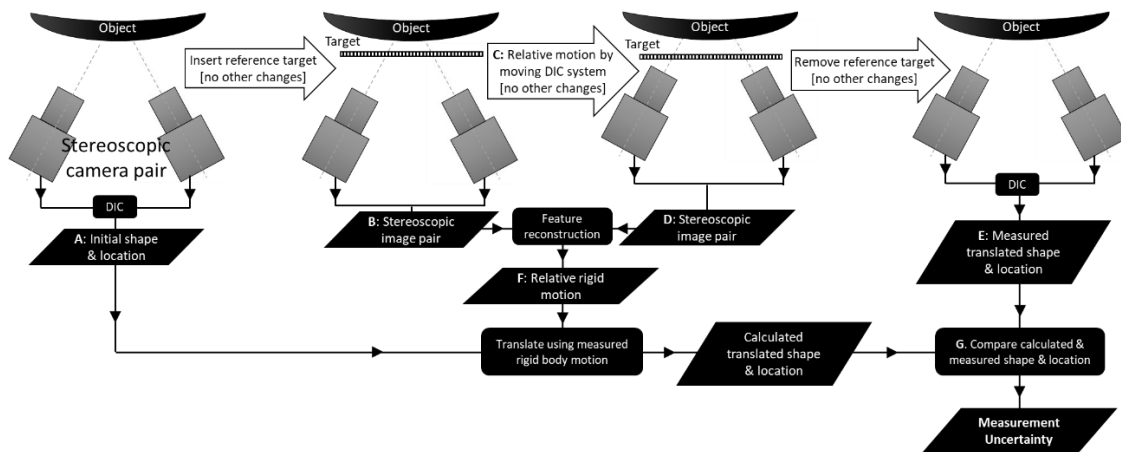 Object
Object
Object
Object
Insert reference target
[no other changes]
Target
C: Relative motion by
moving DIC system
[no other changes]
Target
Remove reference target
[no other changes]
Stereoscopic
camera pair
DIC
A: Initial shape
& location
B: Stereoscopic
image pair
Feature
reconstruction
D: Stereoscopic
image pair
DIC
E: Measured
translated shape
& location
F: Relative rigid
motion
Translate using measured
rigid body motion
Calculated
translated shape
& location
G. Compare calculated &
measured shape & location
Measurement
Uncertainty